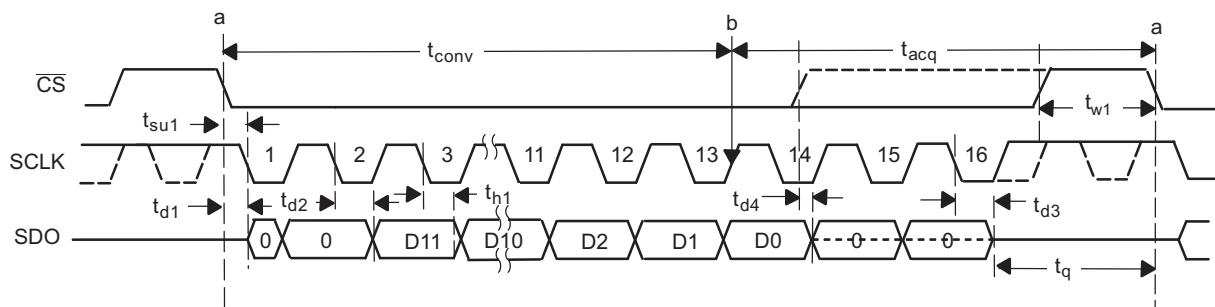 a b a
t_conv t_acq
CS
t_su1 t_w1
SCLK 1 2 3 11 12 13 14 15 16
t_d1 t_d2 t_h1 t_d4 t_d3
SDO 0 0 D11 D10 D2 D1 D0 0 0
t_q